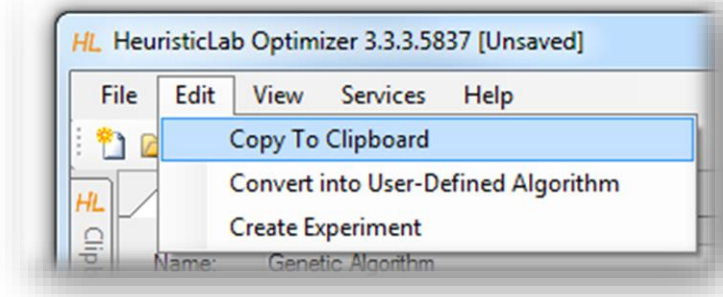 HL HeuristicLab Optimizer 3.3.3.5837 [Unsaved]
File Edit View Services Help
Copy To Clipboard
HL Convert into User-Defined Algorithm
Create Experiment
Clip
Name: Genetic Algorithm